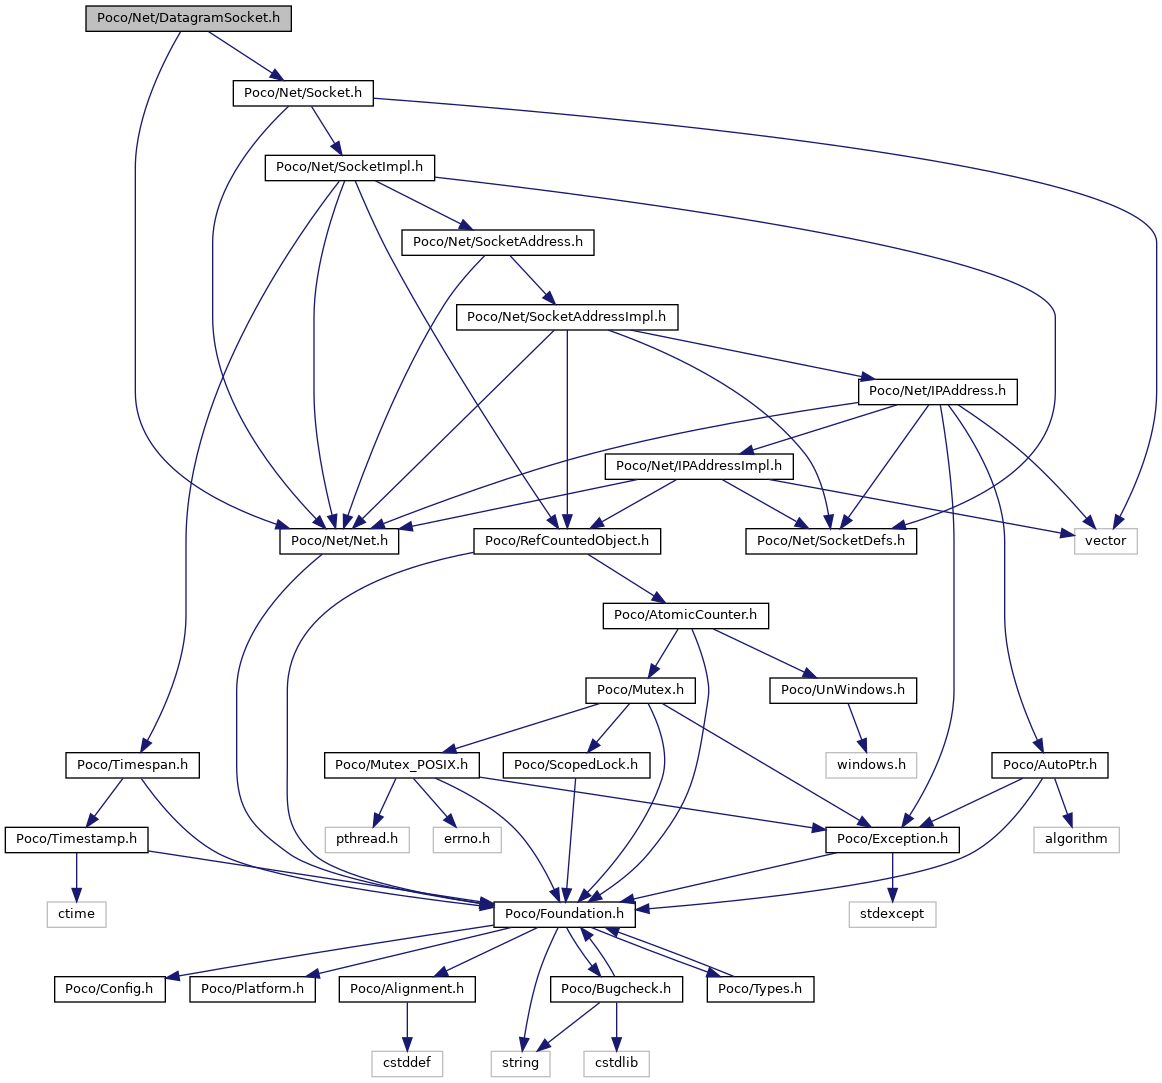 Poco/Net/DatagramSocket.h
Poco/Net/Socket.h
Poco/Net/SocketImpl.h
Poco/Net/SocketAddress.h
Poco/Net/SocketAddressImpl.h
Poco/Net/IPAddress.h
Poco/Net/IPAddressImpl.h
Poco/Net/Net.h
Poco/RefCountedObject.h
Poco/Net/SocketDefs.h
vector
Poco/AtomicCounter.h
Poco/Mutex.h
Poco/UnWindows.h
Poco/Timespan.h
Poco/Mutex_POSIX.h
Poco/ScopedLock.h
windows.h
Poco/AutoPtr.h
Poco/Timestamp.h
pthread.h
errno.h
Poco/Exception.h
algorithm
ctime
Poco/Foundation.h
stdexcept
Poco/Config.h
Poco/Platform.h
Poco/Alignment.h
Poco/Bugcheck.h
Poco/Types.h
cstddef
string
cstdlib